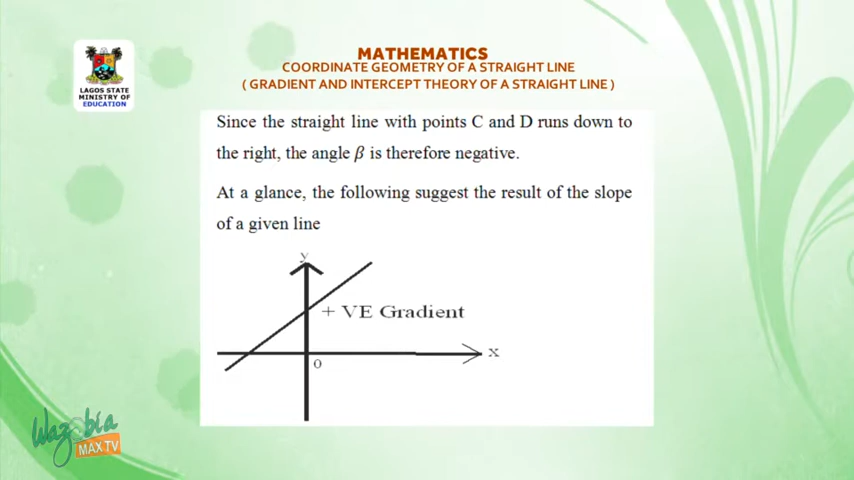 MATHEMATICS
COORDINATE GEOMETRY OF A STRAIGHT LINE
( GRADIENT AND INTERCEPT THEORY OF A STRAIGHT LINE )
LAGOS STATE
MINISTRY OF
EDUCATION
Since the straight line with points C and D runs down to
the right, the angle β is therefore negative.
At a glance, the following suggest the result of the slope
of a given line
y
+ VE Gradient
x
0
Wazobia
MAX TV